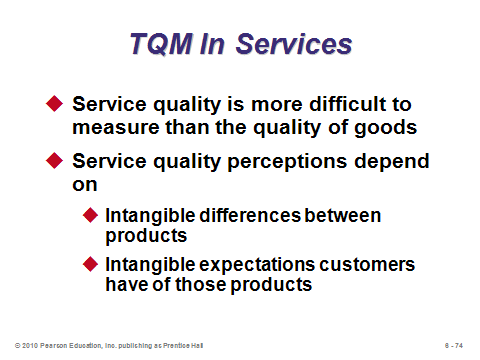 TQM In Services
Service quality is more difficult to
measure than the quality of goods
Service quality perceptions depend
on
Intangible differences between
products
Intangible expectations customers
have of those products
© 2010 Pearson Education, Inc. publishing as Prentice Hall
6 - 74